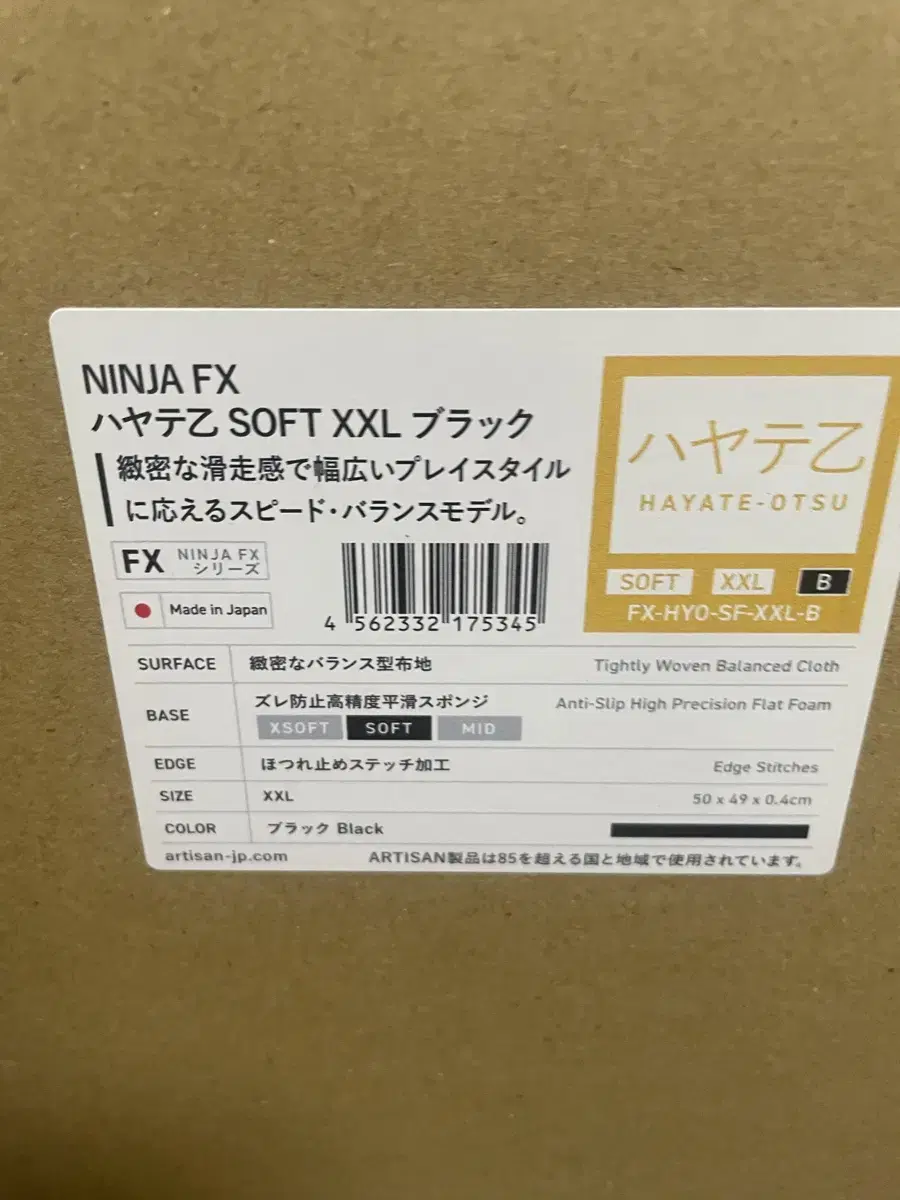 NINJA FX
ハヤテ乙 SOFT XXL ブラック
緻密な滑走感で幅広いプレイスタイル
に応えるスピード・バランスモデル。
FX NINJA FX
シリーズ
Made in Japan
4 562332 175345
ハヤテ乙
HAYATE-OTSU
SOFT XXL B
FX-HYO-SF-XXL-B
SURFACE 緻密なバランス型布地 Tightly Woven Balanced Cloth
BASE ズレ防止高精度平滑スポンジ Anti-Slip High Precision Flat Foam
XSOFT SOFT MID
EDGE ほつれ止めステッチ加工 Edge Stitches
SIZE XXL 50 x 49 x 0.4cm
COLOR ブラック Black
artisan-jp.com ARTISAN製品は85を超える国と地域で使用されています。